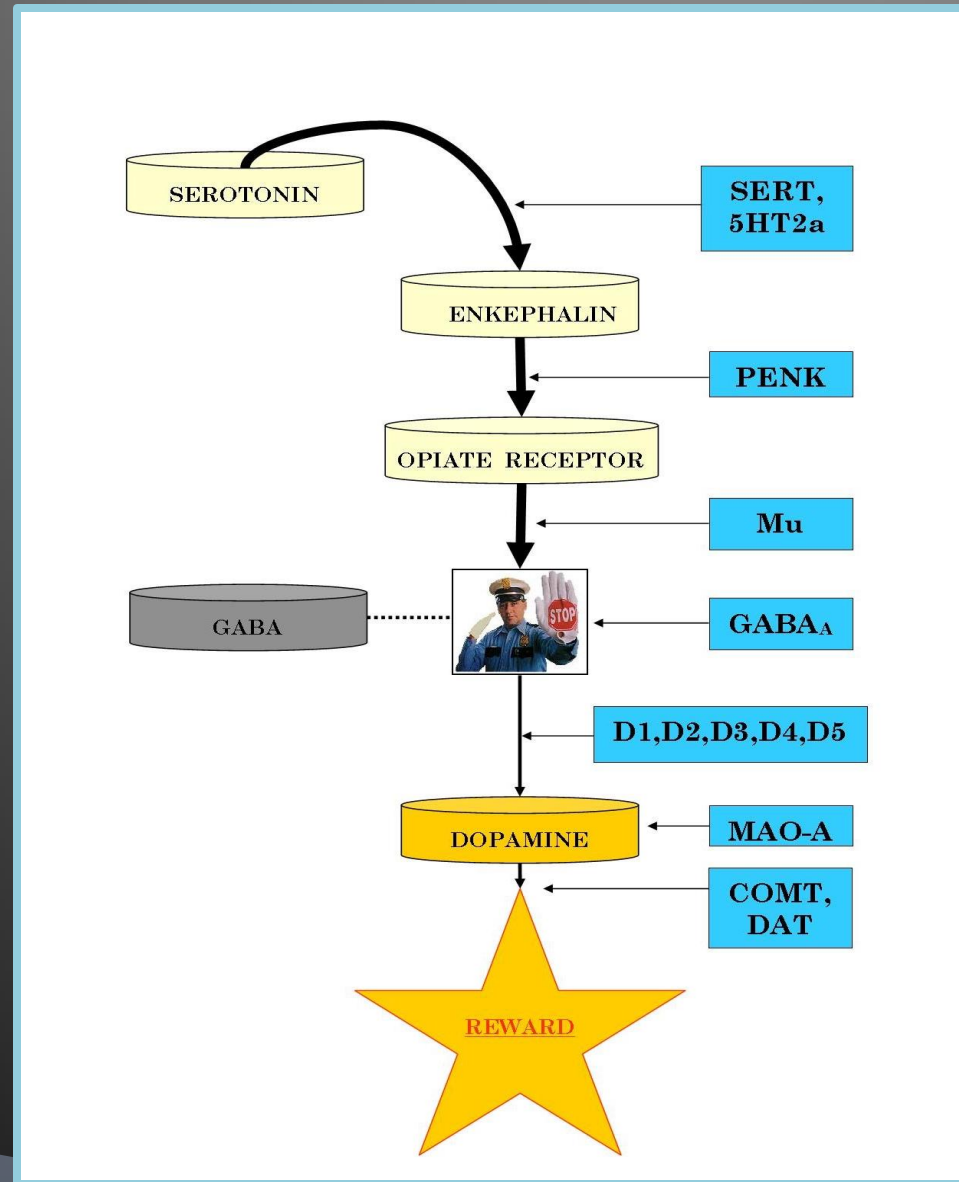 SEROTONIN
SERT,
5HT2a
ENKEPHALIN
PENK
OPIATE RECEPTOR
Mu
GABA
STOP
GABAA
D1,D2,D3,D4,D5
DOPAMINE
MAO-A
COMT,
DAT
REWARD